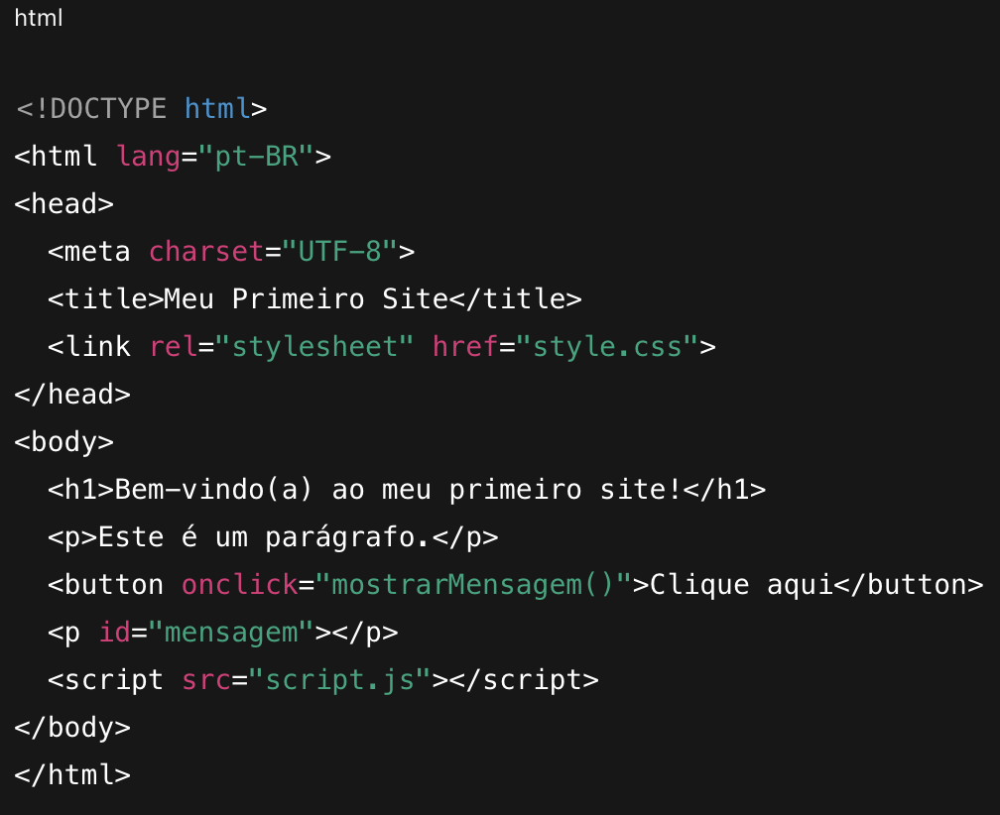 html
<!DOCTYPE html>
<html lang="pt-BR">
<head>
  <meta charset="UTF-8">
  <title>Meu Primeiro Site</title>
  <link rel="stylesheet" href="style.css">
</head>
<body>
  <h1>Bem-vindo(a) ao meu primeiro site!</h1>
  <p>Este é um parágrafo.</p>
  <button onclick="mostrarMensagem()">Clique aqui</button>
  <p id="mensagem"></p>
  <script src="script.js"></script>
</body>
</html>